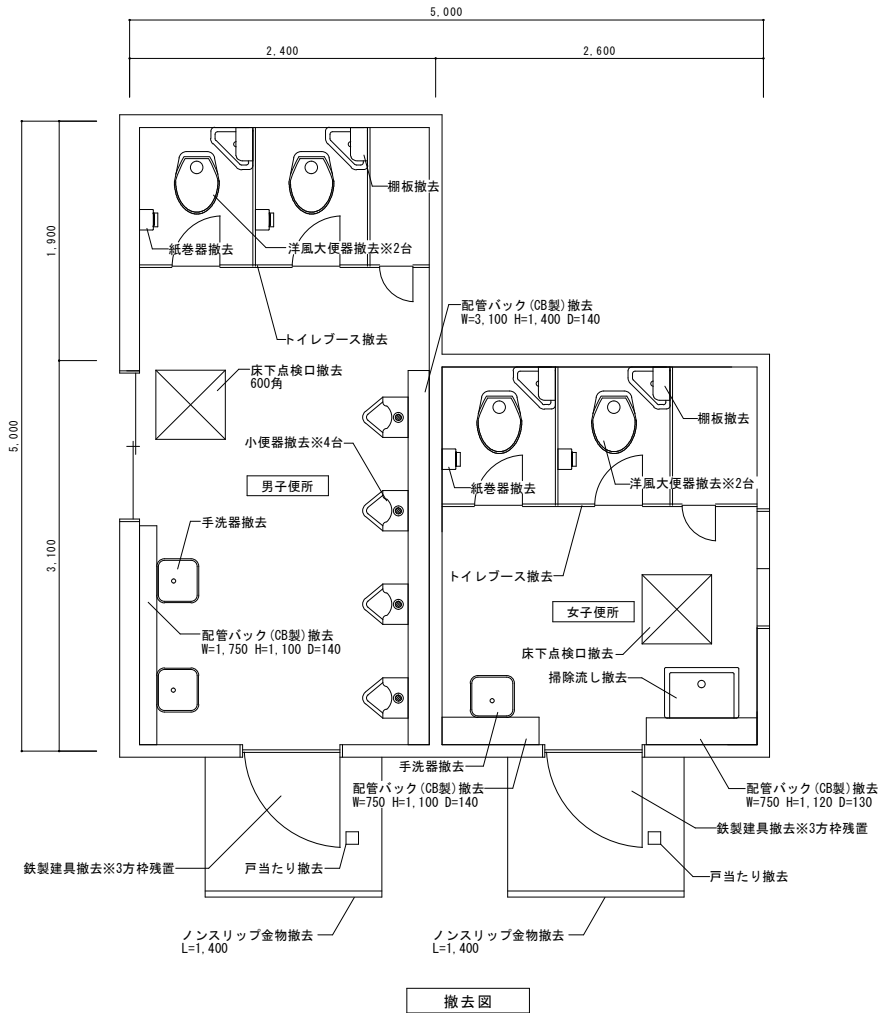 5,000
2,400
2,600
5,000
1,900
3,100
棚板撤去
紙巻器撤去
洋風大便器撤去※2台
配管バック(CB製)撤去
W=3,100 H=1,400 D=140
トイレブース撤去
床下点検口撤去
600角
棚板撤去
小便器撤去※4台
男子便所
紙巻器撤去
洋風大便器撤去※2台
手洗器撤去
トイレブース撤去
女子便所
配管バック(CB製)撤去
W=1,750 H=1,100 D=140
床下点検口撤去
掃除流し撤去
手洗器撤去
配管バック(CB製)撤去
W=750 H=1,100 D=140
配管バック(CB製)撤去
W=750 H=1,120 D=130
鉄製建具撤去※3方枠残置
鉄製建具撤去※3方枠残置
戸当たり撤去
戸当たり撤去
ノンスリップ金物撤去
L=1,400
ノンスリップ金物撤去
L=1,400
撤去図